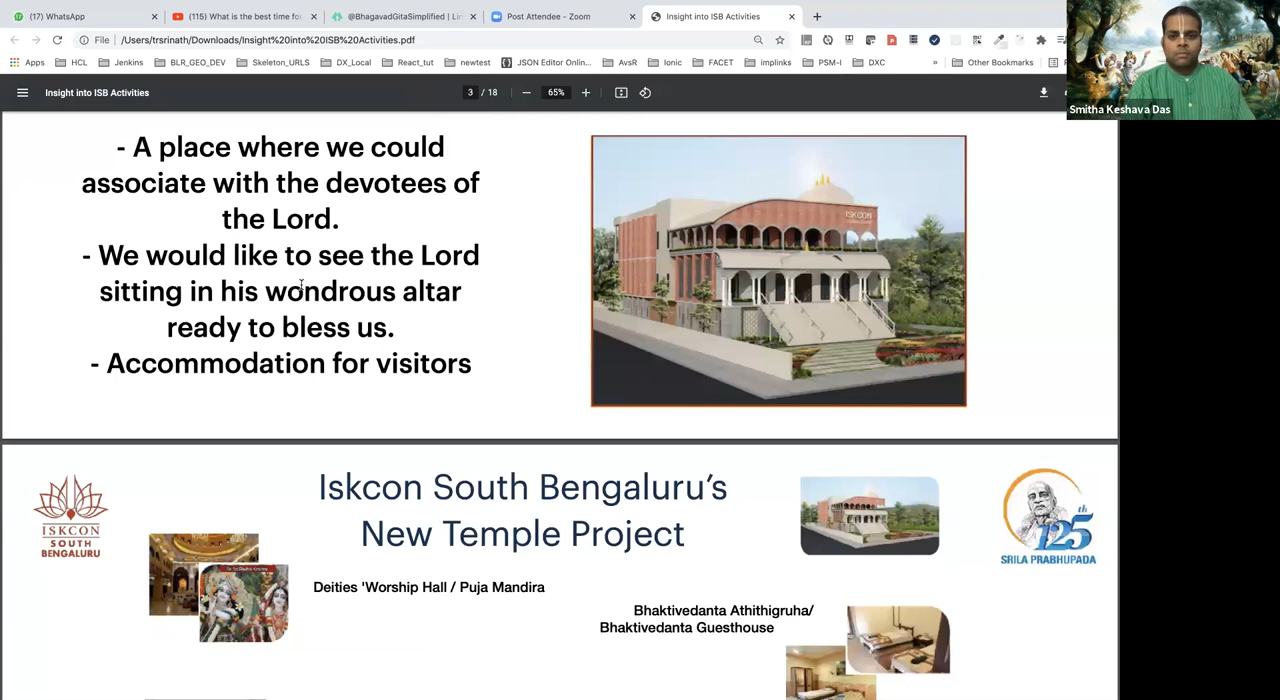 (17) WhatsApp
(115) What is the best time fo
@BhagavadGitaSimplified | Lin
Post Attendee - Zoom
Insight into ISB Activities
File
/Users/trsrinath/Downloads/Insight%20into%20ISB%20Activities.pdf
Apps
HCL
Jenkins
BLR_GEO_DEV
Skeleton_URLS
DX_Local
React_tut
newtest
JSON Editor Onlin...
AvsR
Ionic
FACET
implinks
PSM-I
DXC
»
Other Bookmarks
Insight into ISB Activities
3 / 18
65%
Smitha Keshava Das
- A place where we could
associate with the devotees of
the Lord.
- We would like to see the Lord
sitting in his wondrous altar
ready to bless us.
- Accommodation for visitors
ISKCON
Iskcon South Bengaluru’s
New Temple Project
ISKCON
SOUTH
BENGALURU
125th
SRILA PRABHUPADA
Deities 'Worship Hall / Puja Mandira
Bhaktivedanta Athithigruha/
Bhaktivedanta Guesthouse